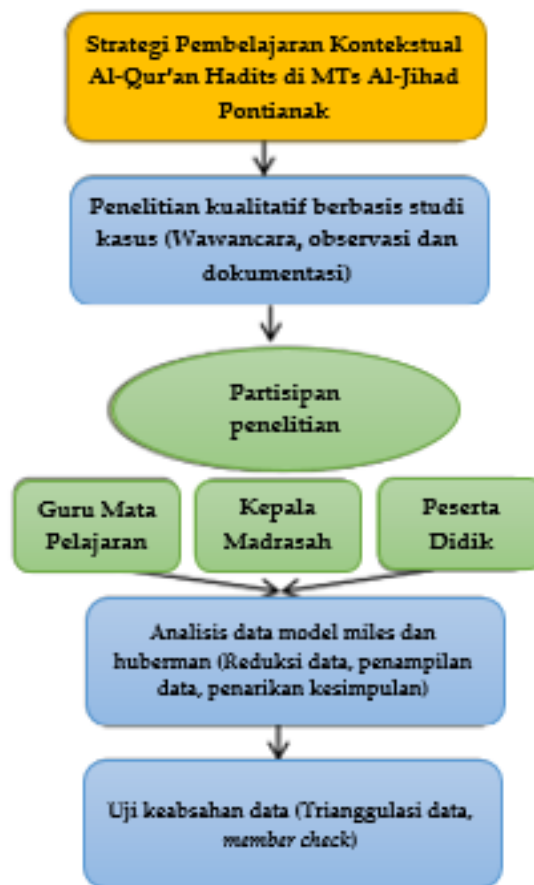 Strategi Pembelajaran Kontekstual
Al-Qur'an Hadits di MTs Al-Jihad
Pontianak
Penelitian kualitatif berbasis studi
kasus (Wawancara, observasi dan
dokumentasi)
Partisipan
penelitian
Guru Mata
Pelajaran
Kepala
Madrasah
Peserta
Didik
Analisis data model miles dan
huberman (Reduksi data, penampilan
data, penarikan kesimpulan)
Uji keabsahan data (Trianggulasi data,
member check)